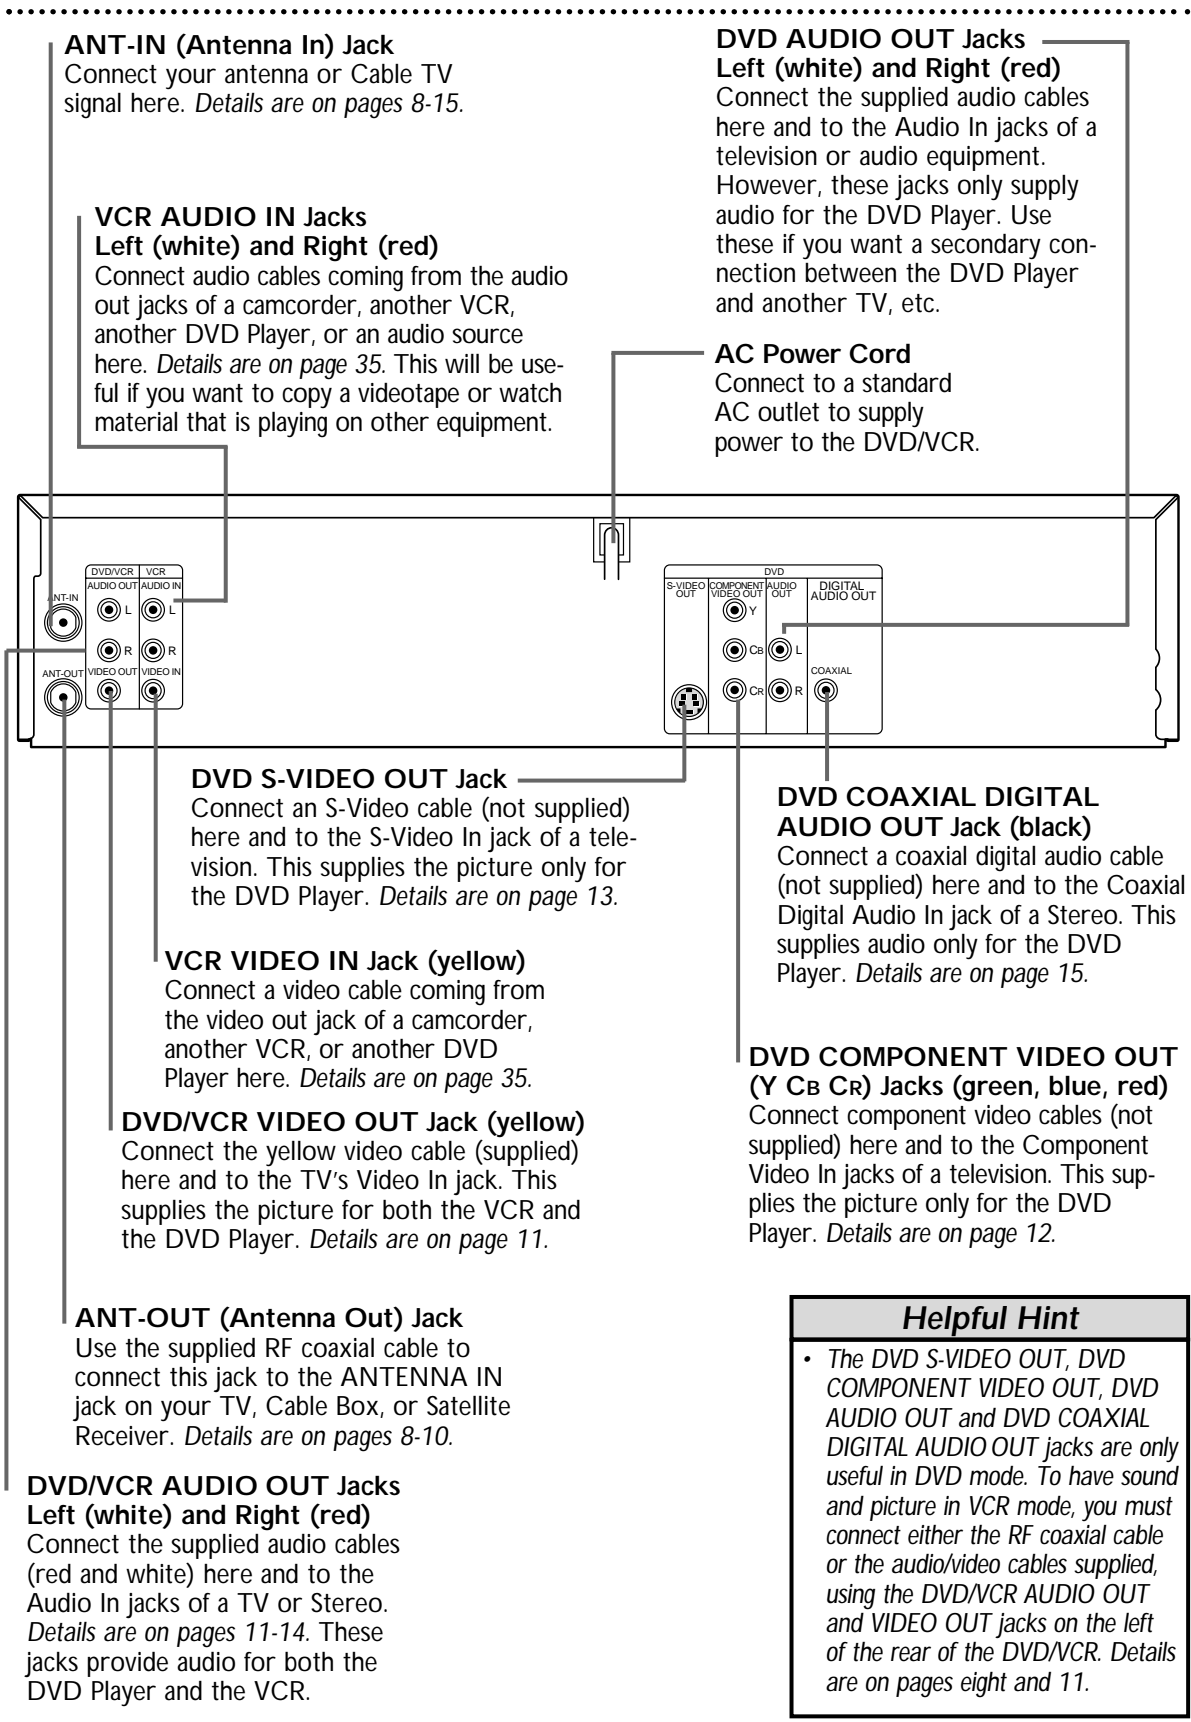 ANT-IN (Antenna In) Jack
Connect your antenna or Cable TV
signal here. Details are on pages 8-15.
VCR AUDIO IN Jacks
Left (white) and Right (red)
Connect audio cables coming from the audio
out jacks of a camcorder, another VCR,
another DVD Player, or an audio source
here. Details are on page 35. This will be use-
ful if you want to copy a videotape or watch
material that is playing on other equipment.
DVD AUDIO OUT Jacks
Left (white) and Right (red)
Connect the supplied audio cables
here and to the Audio In jacks of a
television or audio equipment.
However, these jacks only supply
audio for the DVD Player. Use
these if you want a secondary con-
nection between the DVD Player
and another TV, etc.
AC Power Cord
Connect to a standard
AC outlet to supply
power to the DVD/VCR.
DVD/VCR VCR
AUDIO OUT AUDIO IN
ANT-IN
L L
R R
ANT-OUT
VIDEO OUT VIDEO IN
DVD
S-VIDEO OUT
COMPONENT VIDEO OUT
AUDIO OUT
DIGITAL AUDIO OUT
Y
CB L
COAXIAL
CR R
DVD S-VIDEO OUT Jack
Connect an S-Video cable (not supplied)
here and to the S-Video In jack of a tele-
vision. This supplies the picture only for
the DVD Player. Details are on page 13.
VCR VIDEO IN Jack (yellow)
Connect a video cable coming from
the video out jack of a camcorder,
another VCR, or another DVD
Player here. Details are on page 35.
DVD/VCR VIDEO OUT Jack (yellow)
Connect the yellow video cable (supplied)
here and to the TV's Video In jack. This
supplies the picture for both the VCR and
the DVD Player. Details are on page 11.
ANT-OUT (Antenna Out) Jack
Use the supplied RF coaxial cable to
connect this jack to the ANTENNA IN
jack on your TV, Cable Box, or Satellite
Receiver. Details are on pages 8-10.
DVD/VCR AUDIO OUT Jacks
Left (white) and Right (red)
Connect the supplied audio cables
(red and white) here and to the
Audio In jacks of a TV or Stereo.
Details are on pages 11-14. These
jacks provide audio for both the
DVD Player and the VCR.
DVD COAXIAL DIGITAL
AUDIO OUT Jack (black)
Connect a coaxial digital audio cable
(not supplied) here and to the Coaxial
Digital Audio In jack of a Stereo. This
supplies audio only for the DVD
Player. Details are on page 15.
DVD COMPONENT VIDEO OUT
(Y CB CR) Jacks (green, blue, red)
Connect component video cables (not
supplied) here and to the Component
Video In jacks of a television. This sup-
plies the picture only for the DVD
Player. Details are on page 12.
Helpful Hint
• The DVD S-VIDEO OUT, DVD
COMPONENT VIDEO OUT, DVD
AUDIO OUT and DVD COAXIAL
DIGITAL AUDIO OUT jacks are only
useful in DVD mode. To have sound
and picture in VCR mode, you must
connect either the RF coaxial cable
or the audio/video cables supplied,
using the DVD/VCR AUDIO OUT
and VIDEO OUT jacks on the left
of the rear of the DVD/VCR. Details
are on pages eight and 11.